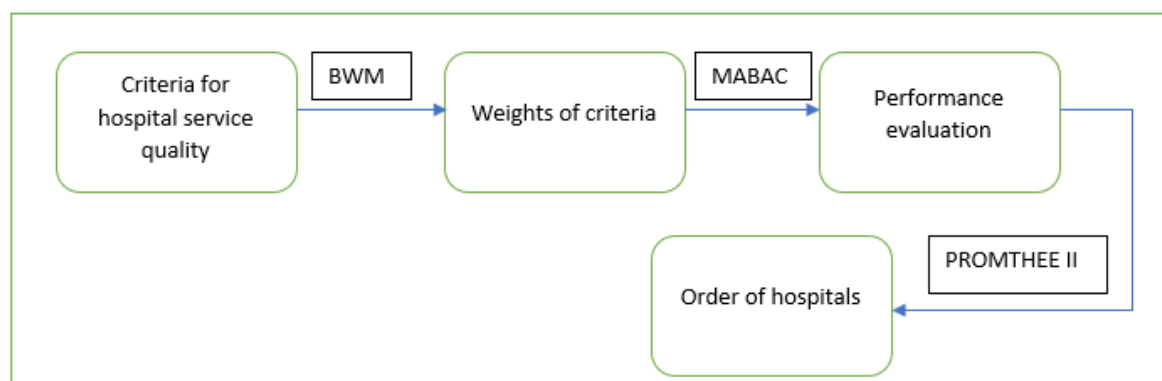 Criteria for
hospital service
quality
BWM
Weights of criteria
MABAC
Performance
evaluation
PROMTHEE II
Order of hospitals